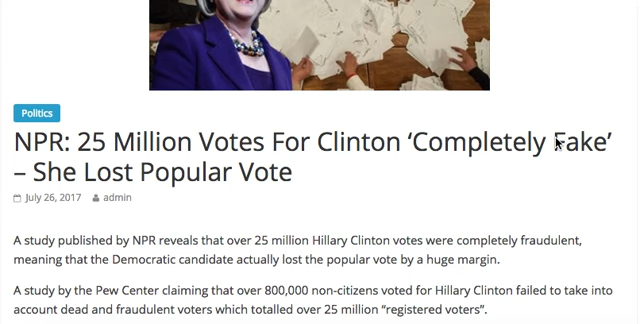 Politics
NPR: 25 Million Votes For Clinton ‘Completely Fake’
– She Lost Popular Vote
July 26, 2017 admin
A study published by NPR reveals that over 25 million Hillary Clinton votes were completely fraudulent,
meaning that the Democratic candidate actually lost the popular vote by a huge margin.
A study by the Pew Center claiming that over 800,000 non-citizens voted for Hillary Clinton failed to take into
account dead and fraudulent voters which totalled over 25 million “registered voters”.